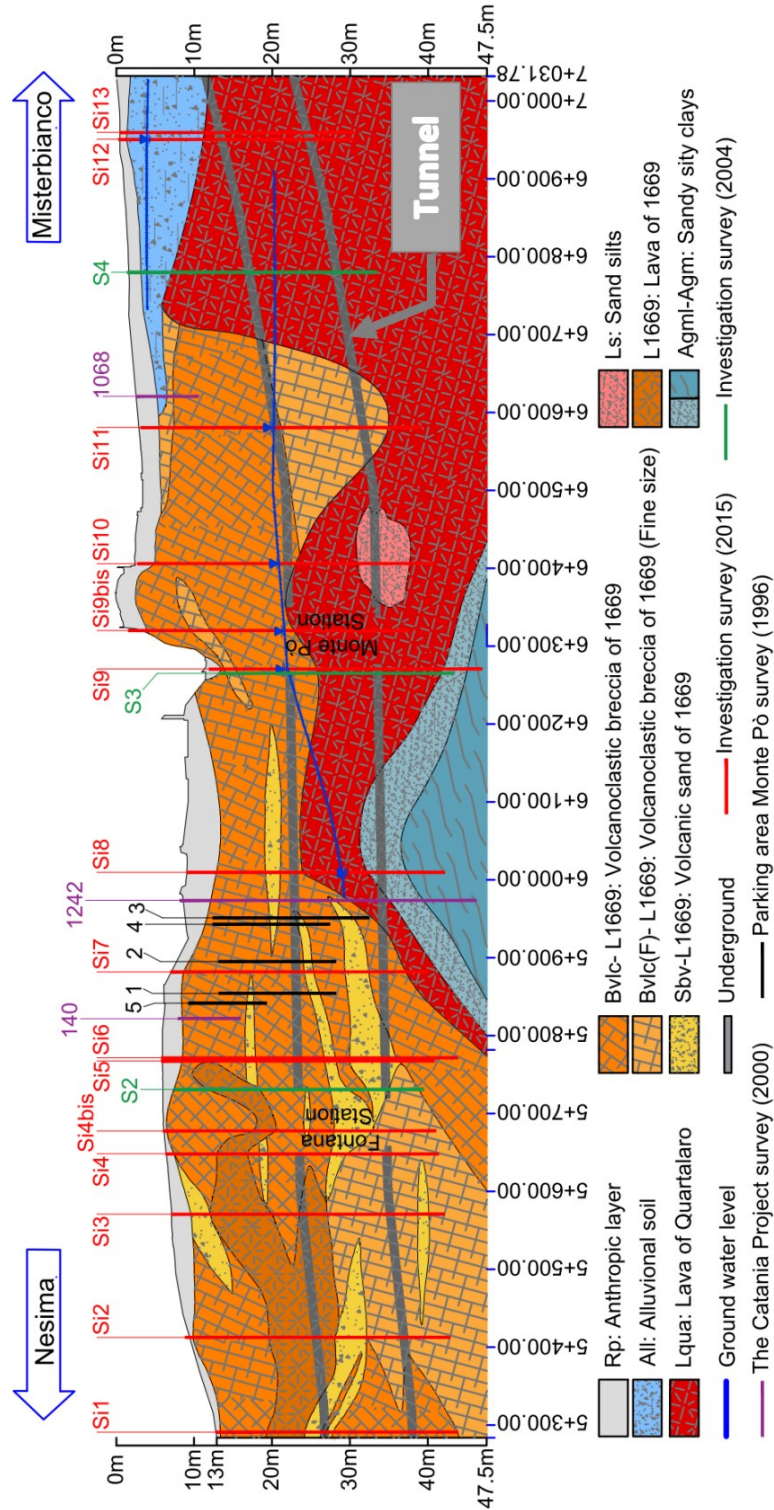 Nesima
Misterbianco
Si1
Si2
Si3
Si4
Si4bis
S2
Si5
Si6
140
5 1
2
Si7
4 3
1242
Si8
S3
Si9
Si9bis
Si10
Si11
1068
S4
Si12
Si13
0m
10m
13m
20m
30m
40m
47.5m
0m
10m
20m
30m
40m
47.5m
Fontana
Station
Monte Pò
Station
Tunnel
5+300.00
5+400.00
5+500.00
5+600.00
5+700.00
5+800.00
5+900.00
6+000.00
6+100.00
6+200.00
6+300.00
6+400.00
6+500.00
6+600.00
6+700.00
6+800.00
6+900.00
7+000.00
7+031.78
Rp: Anthropic layer
All: Alluvional soil
Lqua: Lava of Quartalaro
Ground water level
The Catania Project survey (2000)
Bvlc- L1669: Volcanoclastic breccia of 1669
Bvlc(F)- L1669: Volcanoclastic breccia of 1669 (Fine size)
Sbv-L1669: Volcanic sand of 1669
Underground
Parking area Monte Pò survey (1996)
Investigation survey (2015)
Ls: Sand silts
L1669: Lava of 1669
Agml-Agm: Sandy sity clays
Investigation survey (2004)